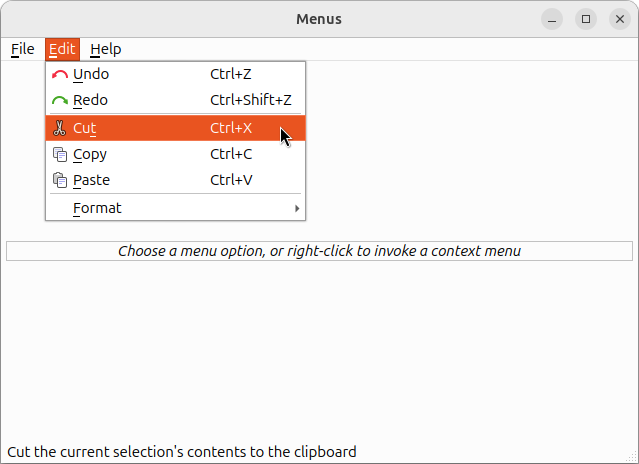 Menus
File Edit Help
Undo Ctrl+Z
Redo Ctrl+Shift+Z
Cut Ctrl+X
Copy Ctrl+C
Paste Ctrl+V
Format
Choose a menu option, or right-click to invoke a context menu
Cut the current selection's contents to the clipboard